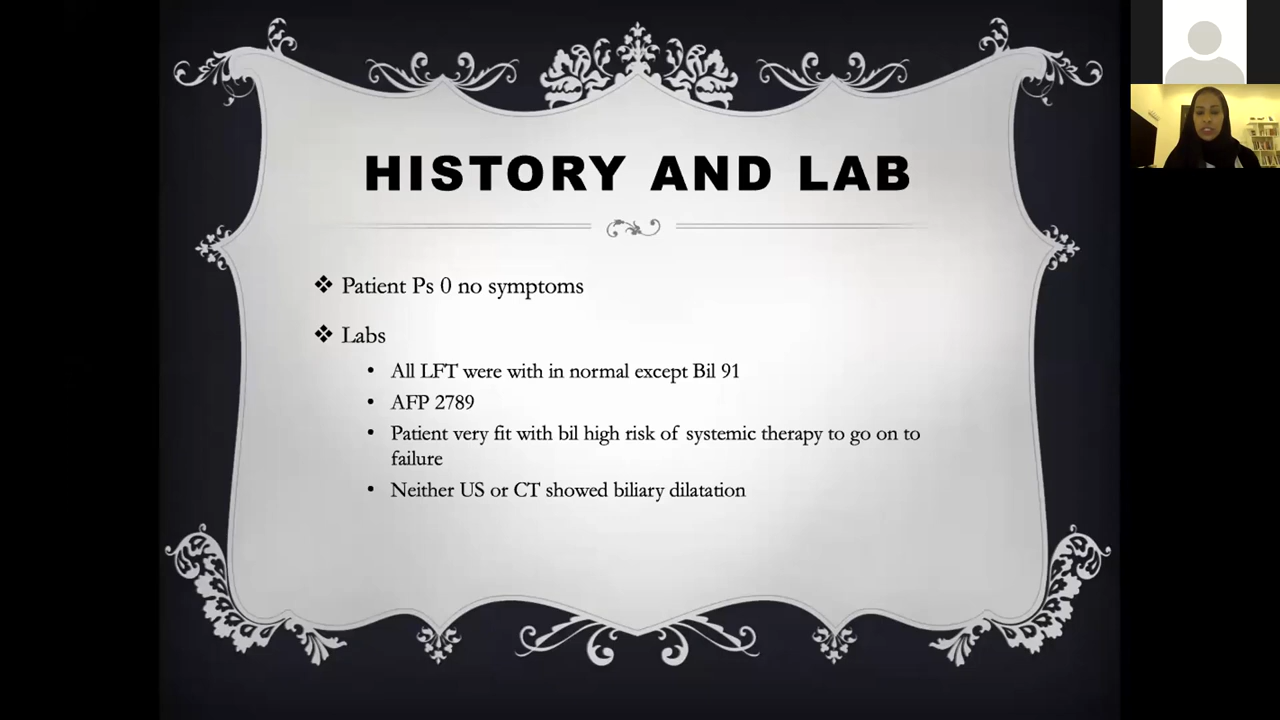 HISTORY AND LAB
❖ Patient Ps 0 no symptoms
❖ Labs
• All LFT were with in normal except Bil 91
• AFP 2789
• Patient very fit with bil high risk of systemic therapy to go on to
failure
• Neither US or CT showed biliary dilatation